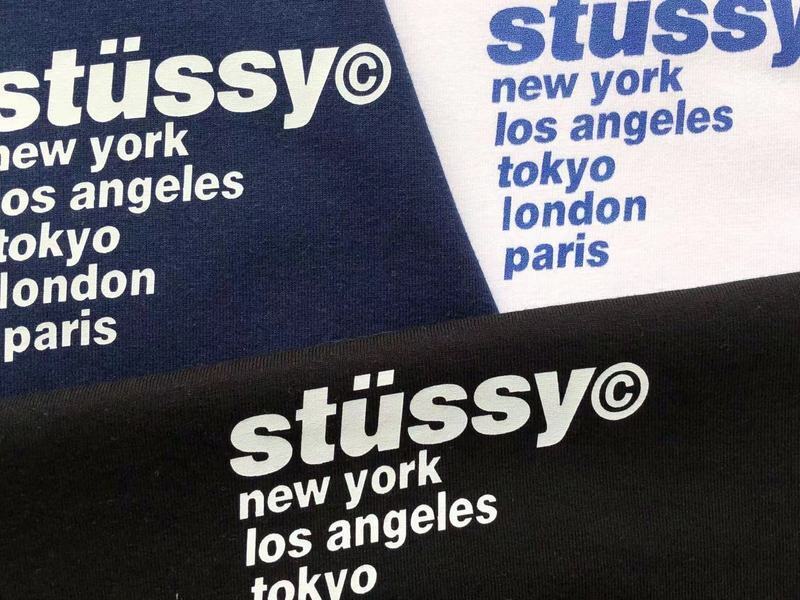 stüssy©
new york
los angeles
tokyo
london
paris
stussy
new york
los angeles
tokyo
london
paris
stüssy©
new york
los angeles
tokyo